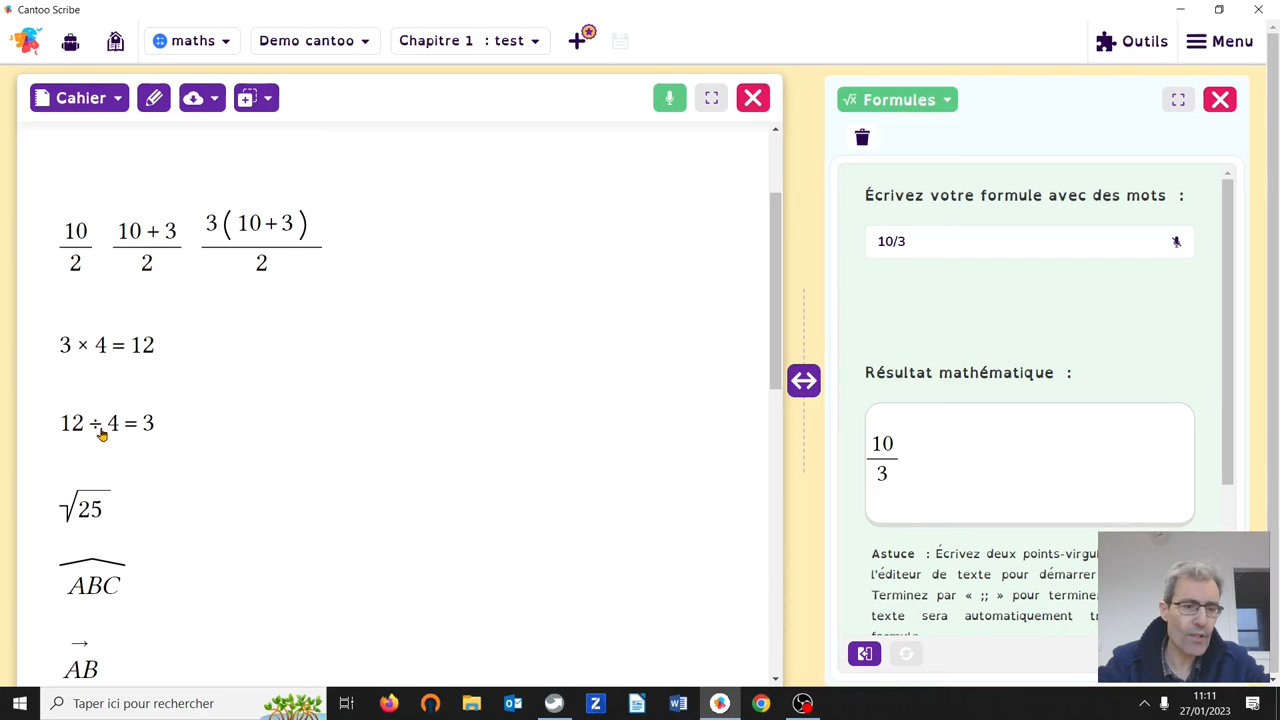 Cantoo Scribe
maths
Demo cantoo
Chapitre 1 : test
Outils
Menu
Cahier
Formules
Écrivez votre formule avec des mots :
10/3
Résultat mathématique :
10
3
Astuce : Écrivez deux points-virgu
l'éditeur de texte pour démarrer
Terminez par « ;; » pour termine
texte sera automatiquement tr
formule
10/2 (10 + 3)/2 3(10+3)/2
3 × 4 = 12
12 ÷ 4 = 3
√25
ABC
→
AB
Taper ici pour rechercher
11:11
27/01/2023